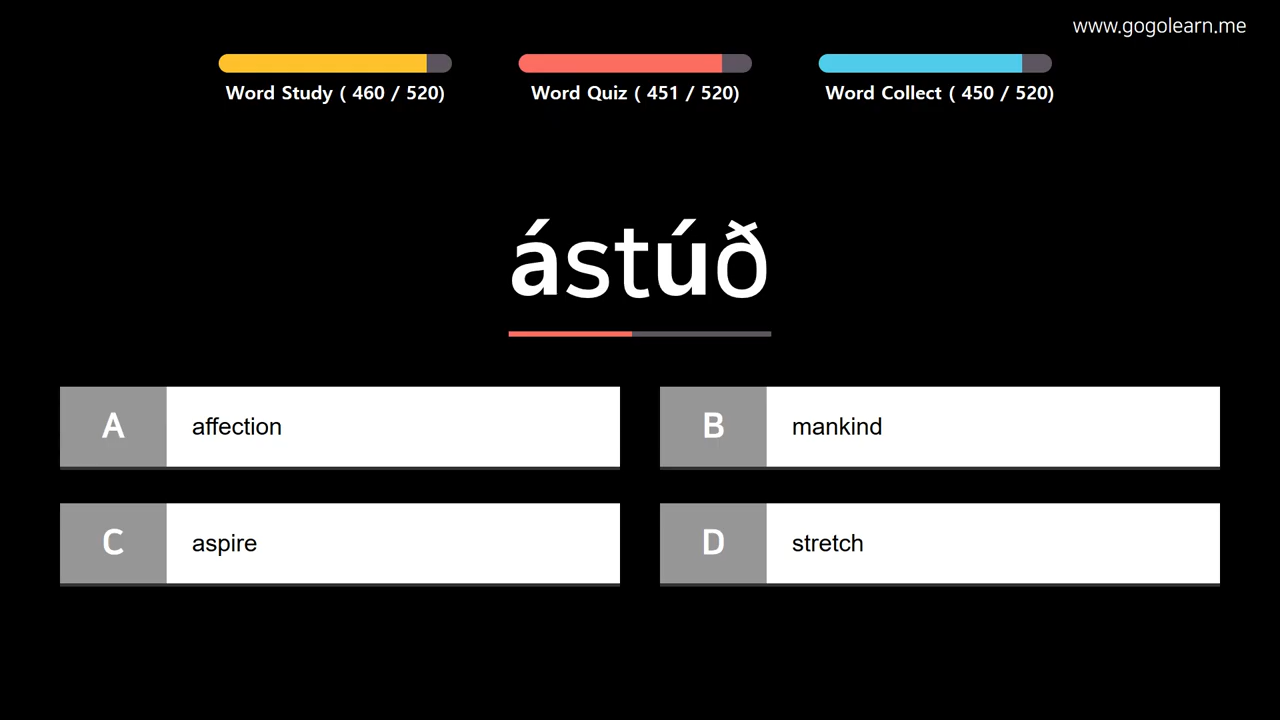 www.gogolearn.me
Word Study ( 460 / 520)
Word Quiz ( 451 / 520)
Word Collect ( 450 / 520)
ástúð
A affection
B mankind
C aspire
D stretch